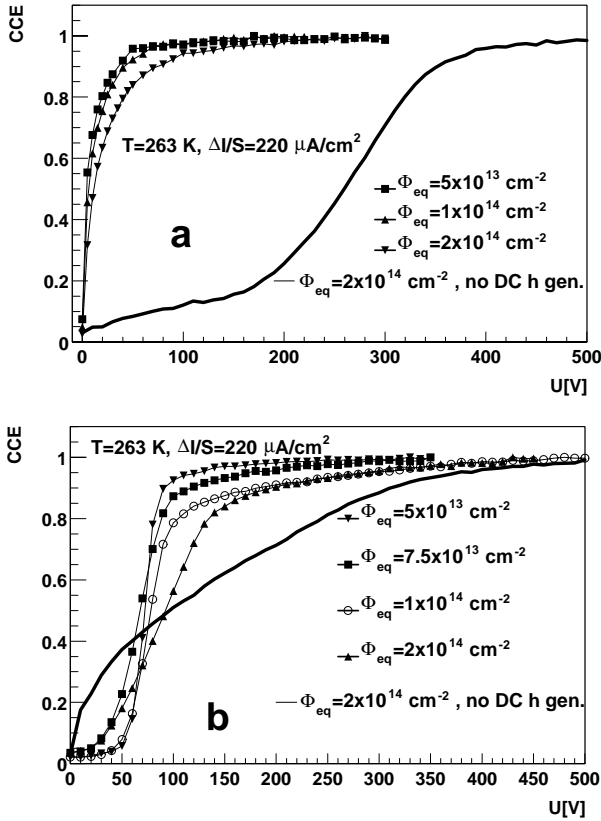 CCE
1
0.8
0.6
0.4
0.2
0
T=263 K, ΔI/S=220 μA/cm²
Φeq=5x10¹³ cm⁻²
Φeq=1x10¹⁴ cm⁻²
Φeq=2x10¹⁴ cm⁻²
Φeq=2x10¹⁴ cm⁻² , no DC h gen.
a
0 100 200 300 400 500
U[V]
CCE
1
0.8
0.6
0.4
0.2
0
T=263 K, ΔI/S=220 μA/cm²
Φeq=5x10¹³ cm⁻²
Φeq=7.5x10¹³ cm⁻²
Φeq=1x10¹⁴ cm⁻²
Φeq=2x10¹⁴ cm⁻²
Φeq=2x10¹⁴ cm⁻² , no DC h gen.
b
0 50 100 150 200 250 300 350 400 450 500
U[V]